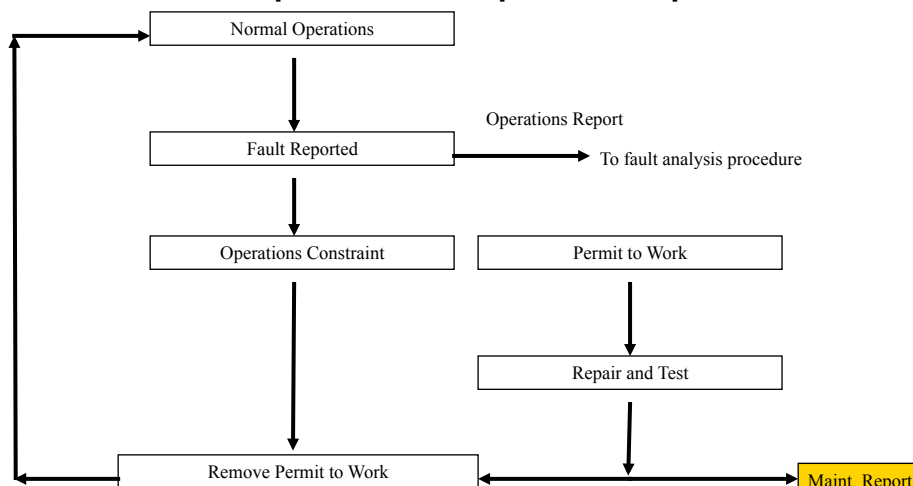 Normal Operations
Operations Report
Fault Reported
To fault analysis procedure
Operations Constraint
Permit to Work
Repair and Test
Remove Permit to Work
Maint. Report